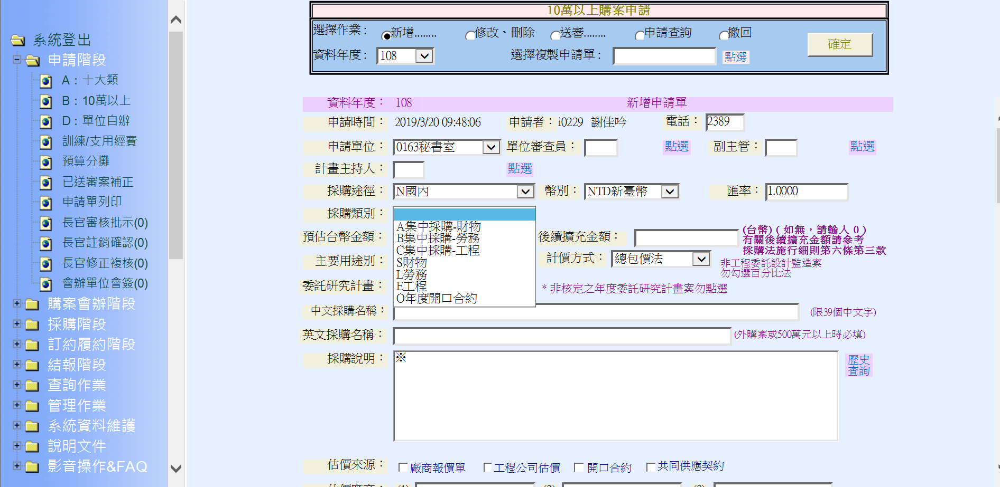 系統登出
申請階段
A：十大類
B：10萬以上
D：單位自辦
訓練/支用經費
預算分攤
已送審案補正
申請單列印
長官審核批示(0)
長官註銷確認(0)
長官修正複核(0)
會辦單位會簽(0)
購案會辦階段
採購階段
訂約履約階段
結報階段
查詢作業
管理作業
系統資料維護
說明文件
影音操作&FAQ
10萬以上購案申請
選擇作業： 新增........ 修改、刪除 送審........ 申請查詢 撤回
確定
資料年度： 108 選擇複製申請單： 點選
資料年度： 108 新增申請單
申請時間： 2019/3/20 09:48:06 申請者： i0229 謝佳吟 電話： 2389
申請單位： 0163秘書室 單位審查員： 點選 副主管： 點選
計畫主持人： 點選
採購途徑： N國內 幣別： NTD新臺幣 匯率： 1.0000
採購類別：
A集中採購-財物
B集中採購-勞務
C集中採購-工程
S財物
L勞務
E工程
O年度開口合約
預估台幣金額： 後續擴充金額： (台幣) ( 如無，請輸入 0 )
有關後續擴充金額請參考
採購法施行細則第六條第三款
主要用途別： 計價方式： 總包價法 非工程委託設計監造案
勿勾選百分比法
委託研究計畫： * 非核定之年度委託研究計畫案勿點選
中文採購名稱： (限39個中文字)
英文採購名稱： (外購案或500萬元以上時必填)
採購說明： ※ 歷史
查詢
估價來源： 廠商報價單 工程公司估價 開口合約 共同供應契約